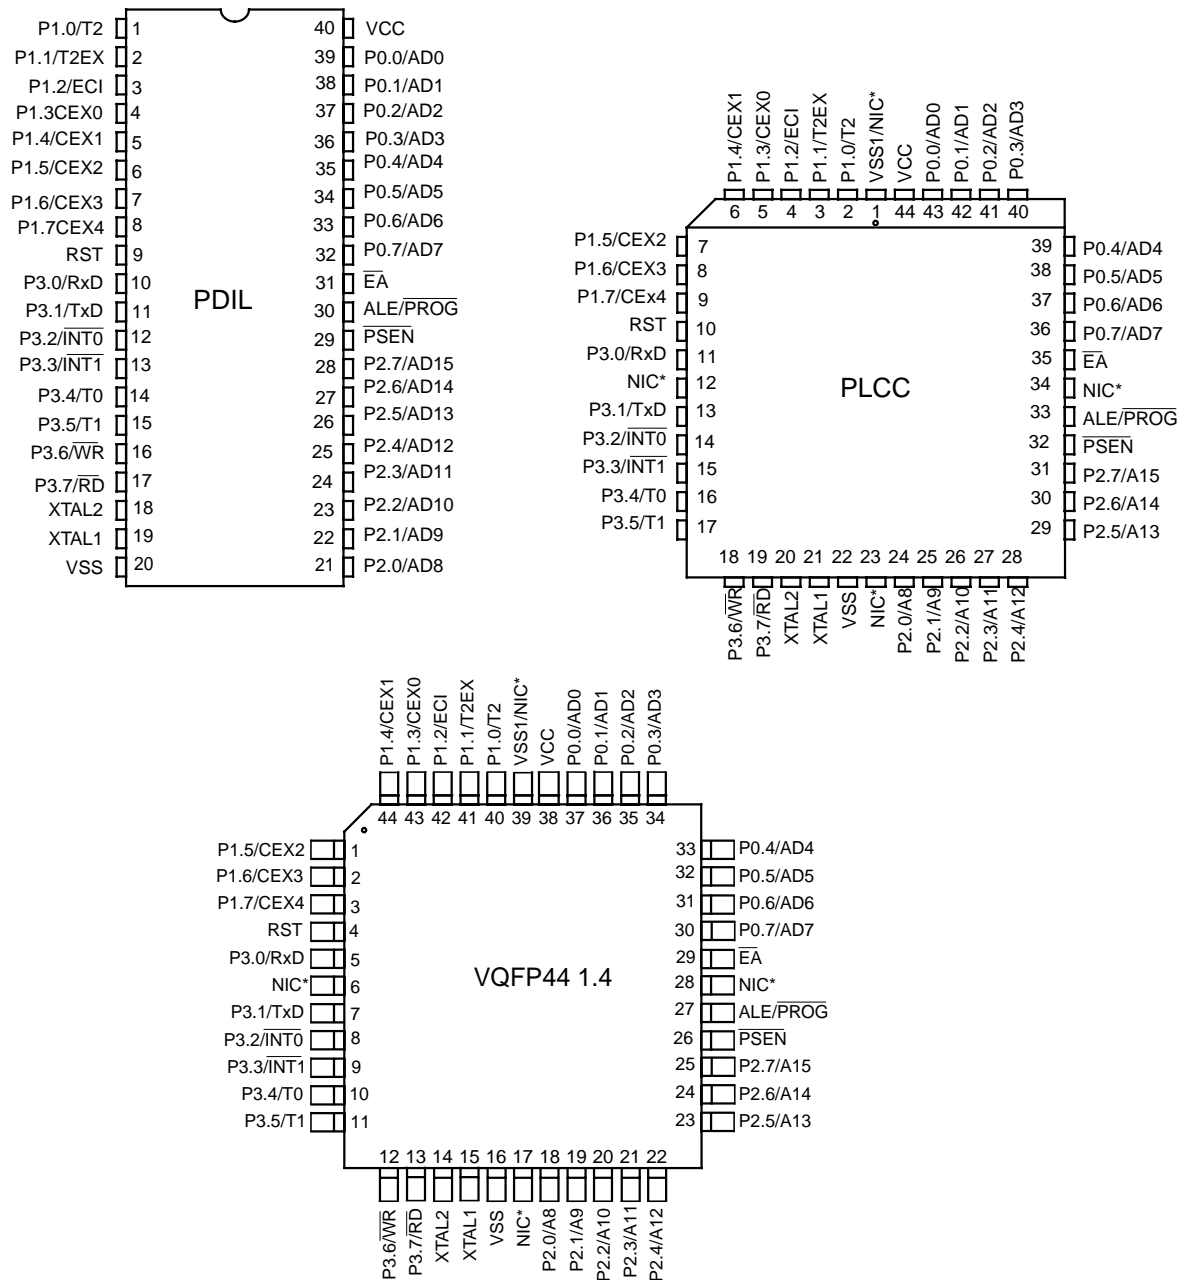 P1.0/T2 1 40 VCC
P1.1/T2EX 2 39 P0.0/AD0
P1.2/ECI 3 38 P0.1/AD1
P1.3CEX0 4 37 P0.2/AD2
P1.4/CEX1 5 36 P0.3/AD3
P1.5/CEX2 6 35 P0.4/AD4
P1.6/CEX3 7 34 P0.5/AD5
P1.7CEX4 8 33 P0.6/AD6
RST 9 32 P0.7/AD7
P3.0/RxD 10 31 EA
PDIL
P3.1/TxD 11 30 ALE/PROG
P3.2/INT0 12 29 PSEN
P3.3/INT1 13 28 P2.7/AD15
P3.4/T0 14 27 P2.6/AD14
P3.5/T1 15 26 P2.5/AD13
P3.6/WR 16 25 P2.4/AD12
P3.7/RD 17 24 P2.3/AD11
XTAL2 18 23 P2.2/AD10
XTAL1 19 22 P2.1/AD9
VSS 20 21 P2.0/AD8
P1.4/CEX1 P1.3/CEX0 P1.2/ECI P1.1/T2EX P1.0/T2 VSS1/NIC* VCC P0.0/AD0 P0.1/AD1 P0.2/AD2 P0.3/AD3
6 5 4 3 2 1 44 43 42 41 40
P1.5/CEX2 7 39 P0.4/AD4
P1.6/CEX3 8 38 P0.5/AD5
P1.7/CEx4 9 37 P0.6/AD6
RST 10 36 P0.7/AD7
P3.0/RxD 11 35 EA
NIC* 12 34 NIC*
PLCC
P3.1/TxD 13 33 ALE/PROG
P3.2/INT0 14 32 PSEN
P3.3/INT1 15 31 P2.7/A15
P3.4/T0 16 30 P2.6/A14
P3.5/T1 17 29 P2.5/A13
18 19 20 21 22 23 24 25 26 27 28
P3.6/WR P3.7/RD XTAL2 XTAL1 VSS NIC* P2.0/A8 P2.1/A9 P2.2/A10 P2.3/A11 P2.4/A12
P1.4/CEX1 P1.3/CEX0 P1.2/ECI P1.1/T2EX P1.0/T2 VSS1/NIC* VCC P0.0/AD0 P0.1/AD1 P0.2/AD2 P0.3/AD3
44 43 42 41 40 39 38 37 36 35 34
P1.5/CEX2 1 33 P0.4/AD4
P1.6/CEX3 2 32 P0.5/AD5
P1.7/CEX4 3 31 P0.6/AD6
RST 4 30 P0.7/AD7
P3.0/RxD 5 29 EA
VQFP44 1.4
NIC* 6 28 NIC*
P3.1/TxD 7 27 ALE/PROG
P3.2/INT0 8 26 PSEN
P3.3/INT1 9 25 P2.7/A15
P3.4/T0 10 24 P2.6/A14
P3.5/T1 11 23 P2.5/A13
12 13 14 15 16 17 18 19 20 21 22
P3.6/WR P3.7/RD XTAL2 XTAL1 VSS NIC* P2.0/A8 P2.1/A9 P2.2/A10 P2.3/A11 P2.4/A12